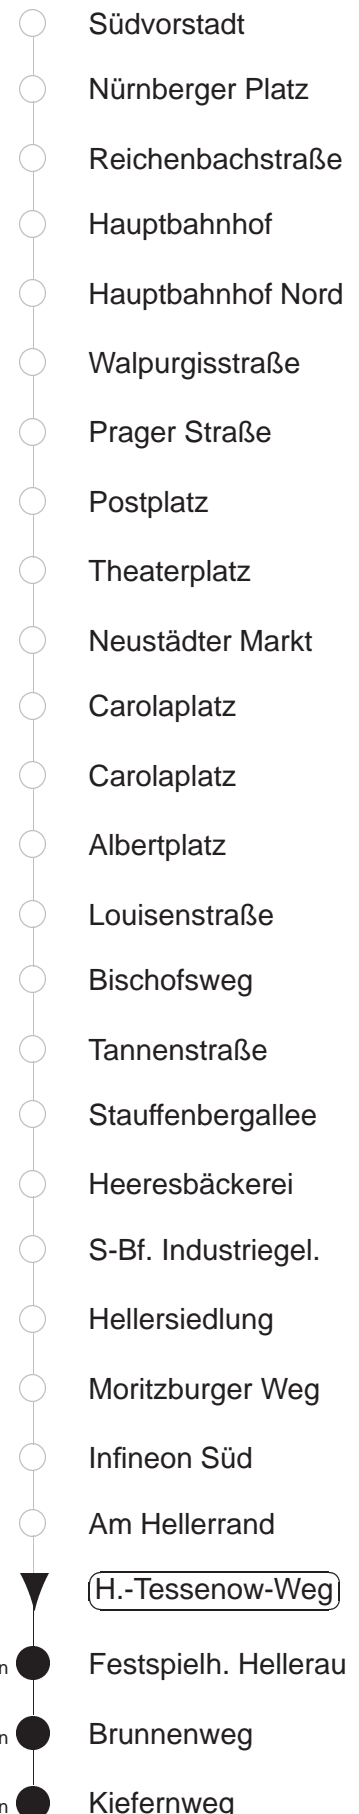 Südvorstadt
Nürnberger Platz
Reichenbachstraße
Hauptbahnhof
Hauptbahnhof Nord
Walpurgisstraße
Prager Straße
Postplatz
Theaterplatz
Neustädter Markt
Carolaplatz
Carolaplatz
Albertplatz
Louisenstraße
Bischofsweg
Tannenstraße
Stauffenbergallee
Heeresbäckerei
S-Bf. Industriegel.
Hellersiedlung
Moritzburger Weg
Infineon Süd
Am Hellerrand
H.-Tessenow-Weg
n Festspielh. Hellerau
n Brunnenweg
n Kiefernweg